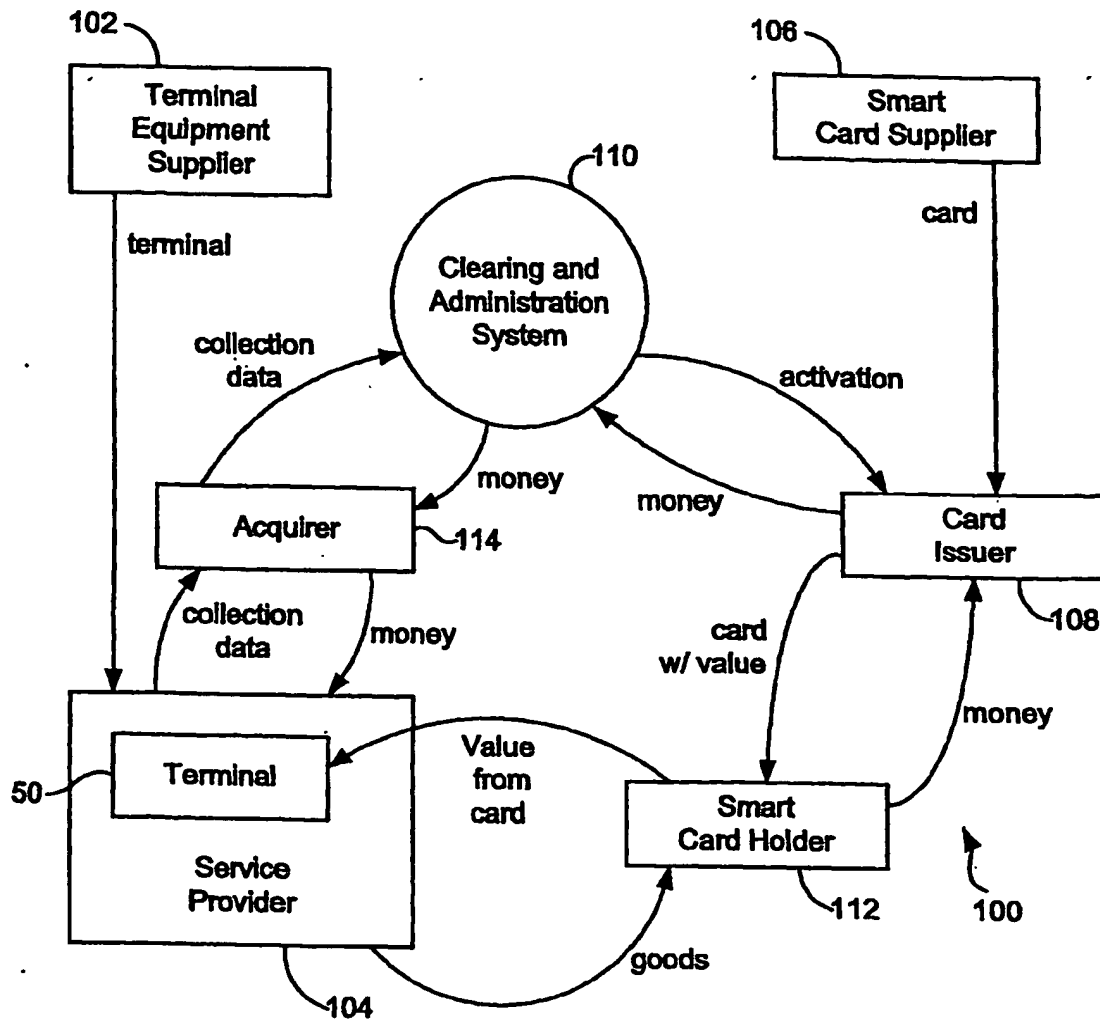 102
Terminal
Equipment
Supplier
106
Smart
Card Supplier
110
card
terminal
Clearing and
Administration
System
collection
data
activation
money
money
Acquirer
114
Card
Issuer
108
collection
data
money
card
w/ value
money
Value
from
card
50
Terminal
Smart
Card Holder
Service
Provider
112
100
goods
104